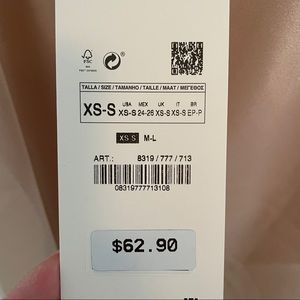 FSC
TALLA / SIZE / TAMANHO / TAILLE / MAAT / ΜΕΓΕΘΟΣ
XS-S
USA MEX UK IT BR
XS-S 24-26 XS-S XS-S EP-P
XS-S M-L
ART.: 8319 / 777 / 713
08319777713108
$62.90